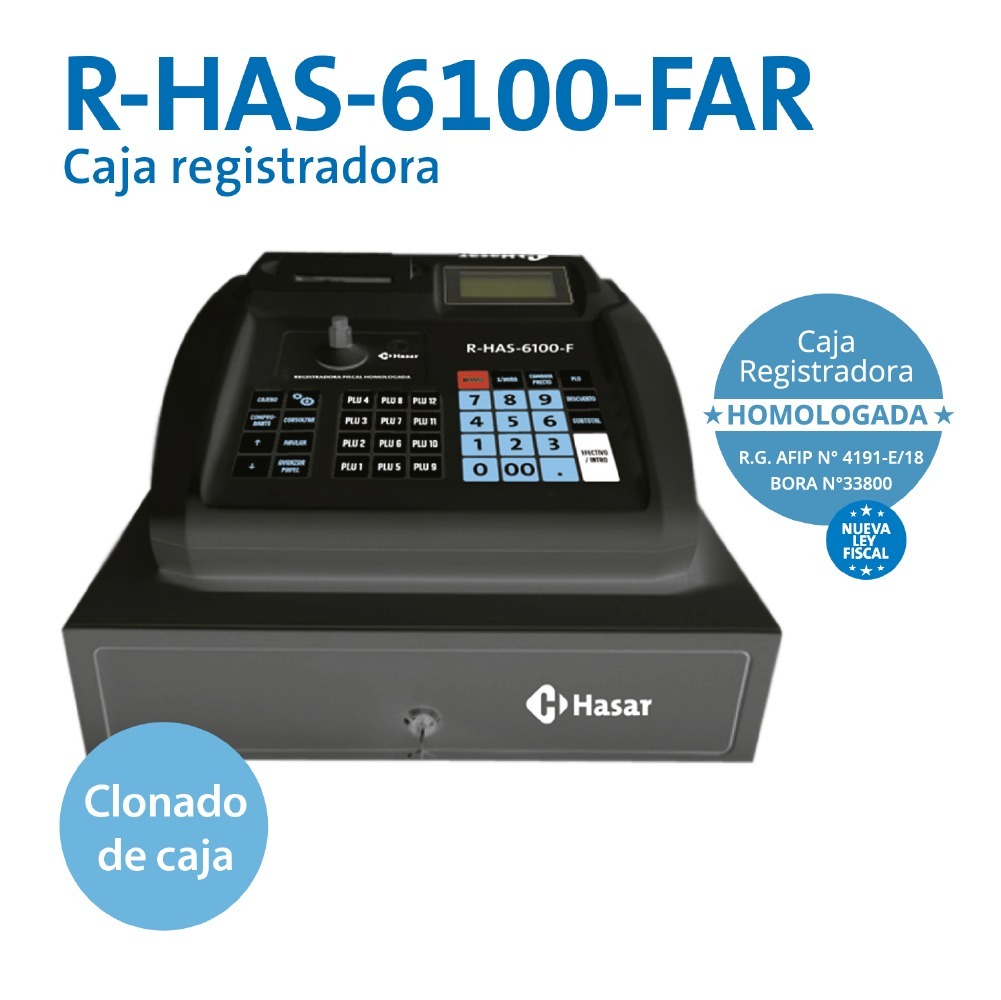 R-HAS-6100-FAR
Caja registradora
Hasar
Hasar
R-HAS-6100-F
REGISTRADORA FISCAL HOMOLOGADA
CAJERO
COMPRO-
BANTE
CONSULTAR
↑ ANULAR
↓ AVANZAR
PAPEL
PLU 4 PLU 8 PLU 12
PLU 3 PLU 7 PLU 11
PLU 2 PLU 6 PLU 10
PLU 1 PLU 5 PLU 9
CAMBIAR
PRECIO
PLU
7 8 9 DESCUENTO
4 5 6 SUBTOTAL
1 2 3 EFECTIVO
/ INTRO
0 00 .
Caja
Registradora
★ HOMOLOGADA ★
R.G. AFIP N° 4191-E/18
BORA N°33800
NUEVA
LEY
FISCAL
Hasar
Clonado
de caja